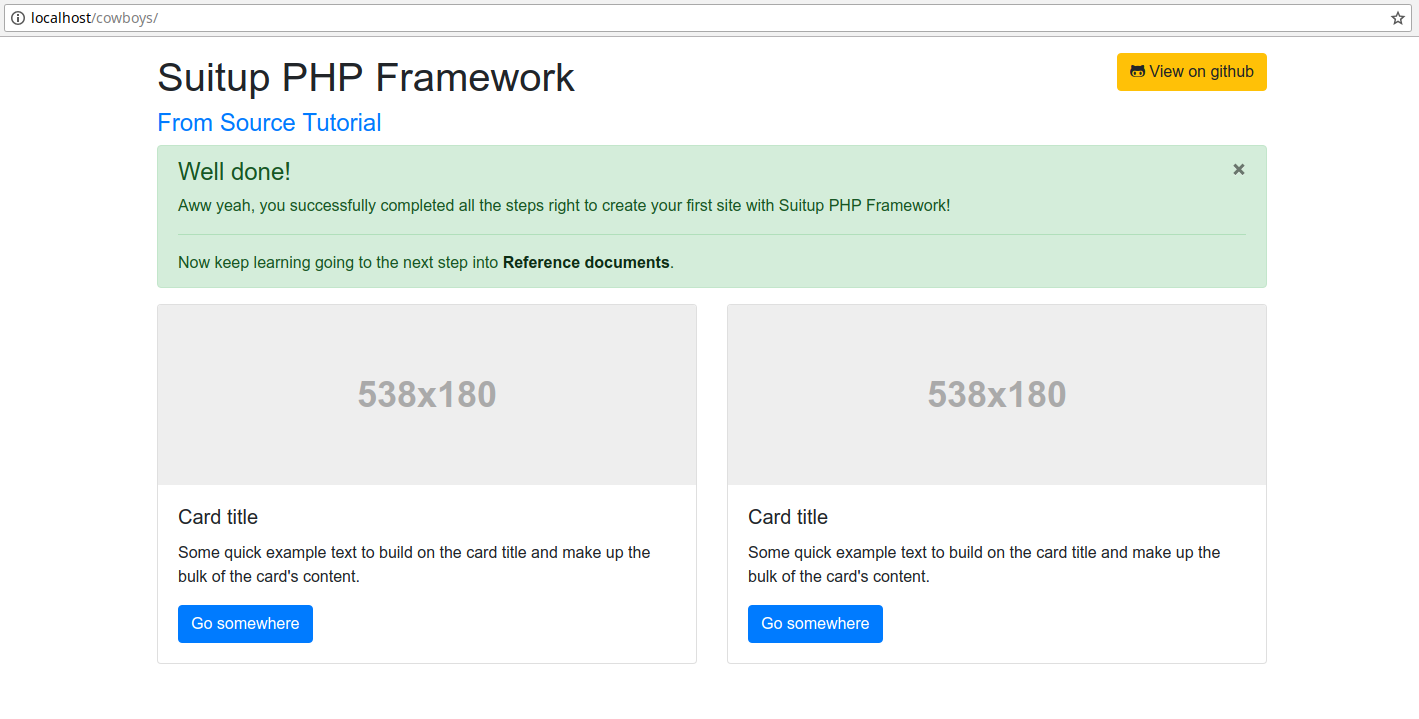 localhost/cowboys/
Suitup PHP Framework
View on github
From Source Tutorial
Well done!
×
Aww yeah, you successfully completed all the steps right to create your first site with Suitup PHP Framework!
Now keep learning going to the next step into Reference documents.
538x180
Card title
Some quick example text to build on the card title and make up the
bulk of the card's content.
Go somewhere
538x180
Card title
Some quick example text to build on the card title and make up the
bulk of the card's content.
Go somewhere